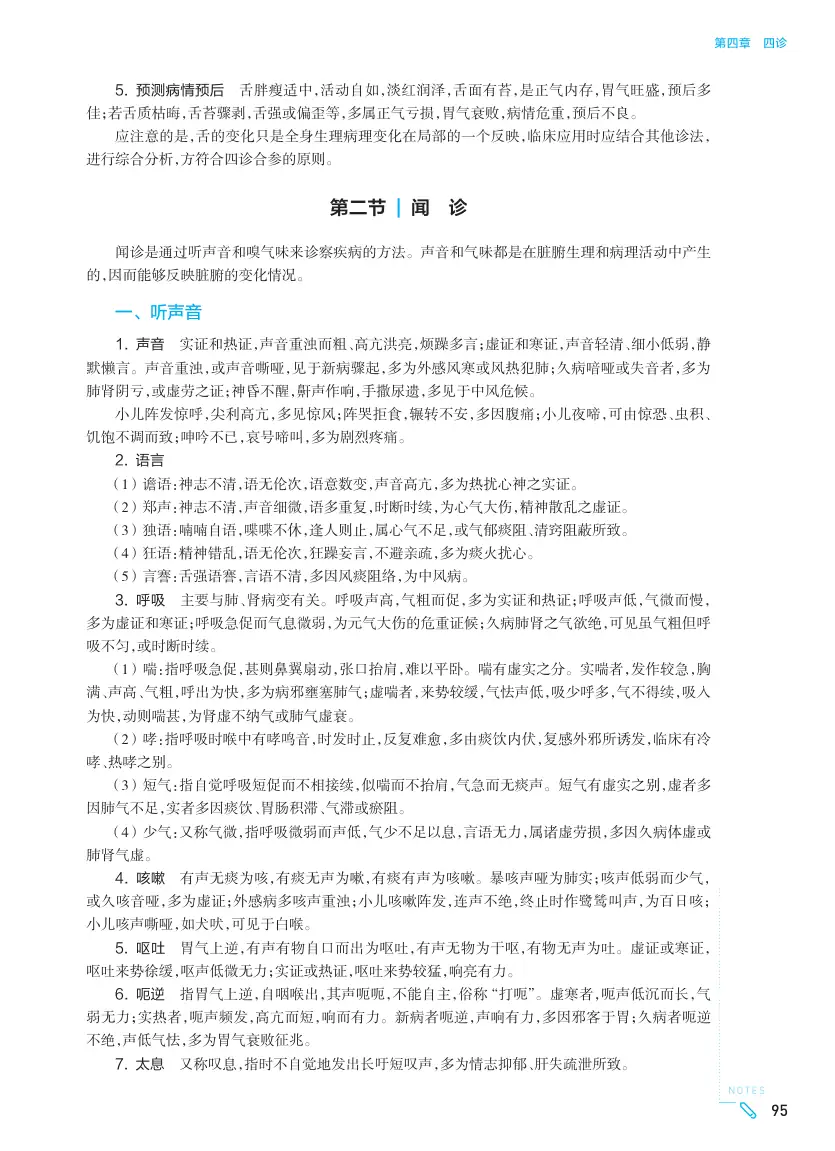 第四章　四诊
5. 预测病情预后　舌胖瘦适中,活动自如,淡红润泽,舌面有苔,是正气内存,胃气旺盛,预后多
佳;若舌质枯晦,舌苔骤剥,舌强或偏歪等,多属正气亏损,胃气衰败,病情危重,预后不良。
应注意的是,舌的变化只是全身生理病理变化在局部的一个反映,临床应用时应结合其他诊法,
进行综合分析,方符合四诊合参的原则。
第二节 | 闻　诊
闻诊是通过听声音和嗅气味来诊察疾病的方法。声音和气味都是在脏腑生理和病理活动中产生
的,因而能够反映脏腑的变化情况。
一、听声音
1. 声音　实证和热证,声音重浊而粗、高亢洪亮,烦躁多言;虚证和寒证,声音轻清、细小低弱,静
默懒言。声音重浊,或声音嘶哑,见于新病骤起,多为外感风寒或风热犯肺;久病喑哑或失音者,多为
肺肾阴亏,或虚劳之证;神昏不醒,鼾声作响,手撒尿遗,多见于中风危候。
小儿阵发惊呼,尖利高亢,多见惊风;阵哭拒食,辗转不安,多因腹痛;小儿夜啼,可由惊恐、虫积、
饥饱不调而致;呻吟不已,哀号啼叫,多为剧烈疼痛。
2. 语言
（1）谵语:神志不清,语无伦次,语意数变,声音高亢,多为热扰心神之实证。
（2）郑声:神志不清,声音细微,语多重复,时断时续,为心气大伤,精神散乱之虚证。
（3）独语:喃喃自语,喋喋不休,逢人则止,属心气不足,或气郁痰阻、清窍阻蔽所致。
（4）狂语:精神错乱,语无伦次,狂躁妄言,不避亲疏,多为痰火扰心。
（5）言謇:舌强语謇,言语不清,多因风痰阻络,为中风病。
3. 呼吸　主要与肺、肾病变有关。呼吸声高,气粗而促,多为实证和热证;呼吸声低,气微而慢,
多为虚证和寒证;呼吸急促而气息微弱,为元气大伤的危重证候;久病肺肾之气欲绝,可见虽气粗但呼
吸不匀,或时断时续。
（1）喘:指呼吸急促,甚则鼻翼扇动,张口抬肩,难以平卧。喘有虚实之分。实喘者,发作较急,胸
满、声高、气粗,呼出为快,多为病邪壅塞肺气;虚喘者,来势较缓,气怯声低,吸少呼多,气不得续,吸入
为快,动则喘甚,为肾虚不纳气或肺气虚衰。
（2）哮:指呼吸时喉中有哮鸣音,时发时止,反复难愈,多由痰饮内伏,复感外邪所诱发,临床有冷
哮、热哮之别。
（3）短气:指自觉呼吸短促而不相接续,似喘而不抬肩,气急而无痰声。短气有虚实之别,虚者多
因肺气不足,实者多因痰饮、胃肠积滞、气滞或瘀阻。
（4）少气:又称气微,指呼吸微弱而声低,气少不足以息,言语无力,属诸虚劳损,多因久病体虚或
肺肾气虚。
4. 咳嗽　有声无痰为咳,有痰无声为嗽,有痰有声为咳嗽。暴咳声哑为肺实;咳声低弱而少气,
或久咳音哑,多为虚证;外感病多咳声重浊;小儿咳嗽阵发,连声不绝,终止时作鹭鸶叫声,为百日咳;
小儿咳声嘶哑,如犬吠,可见于白喉。
5. 呕吐　胃气上逆,有声有物自口而出为呕吐,有声无物为干呕,有物无声为吐。虚证或寒证,
呕吐来势徐缓,呕声低微无力;实证或热证,呕吐来势较猛,响亮有力。
6. 呃逆　指胃气上逆,自咽喉出,其声呃呃,不能自主,俗称“打呃”。虚寒者,呃声低沉而长,气
弱无力;实热者,呃声频发,高亢而短,响而有力。新病者呃逆,声响有力,多因邪客于胃;久病者呃逆
不绝,声低气怯,多为胃气衰败征兆。
7. 太息　又称叹息,指时不自觉地发出长吁短叹声,多为情志抑郁、肝失疏泄所致。
NOTES
95